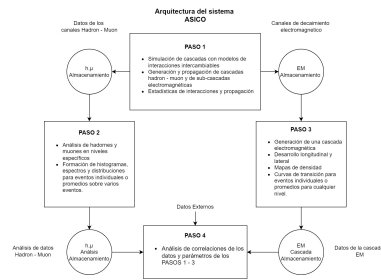 Arquitectura del sistema
ASICO
Datos de los
canales Hadron - Muon
Canales de decaimiento
electromagnetico
h,μ
Almacenamiento
PASO 1
Simulación de cascadas con modelos de
interacciones intercambiables
Generación y propagación de cascadas
hadron - muon y de sub-cascadas
electromagnéticas
Estadísticas de interacciones y propagación
EM
Almacenamiento
PASO 2
Análisis de hadornes y
muones en niveles
específicos
Formación de histogramas,
espectros y distribuciones
para eventos individuales o
promedios sobre varios
eventos.
PASO 3
Generación de una cascada
electromagnética.
Desarrollo longitudinal y
lateral
Mapas de densidad
Curvas de transición para
eventos individuales o
promedios para cualquier
nivel.
Datos Externos
Análisis de datos
Hadron - Muon
h,μ
Análisis
Almacenamiento
PASO 4
Análisis de correlaciones de los
datos y parámetros de los
PASOS 1 - 3
EM
Cascada
Almacenamiento
Datos de la cascada
EM